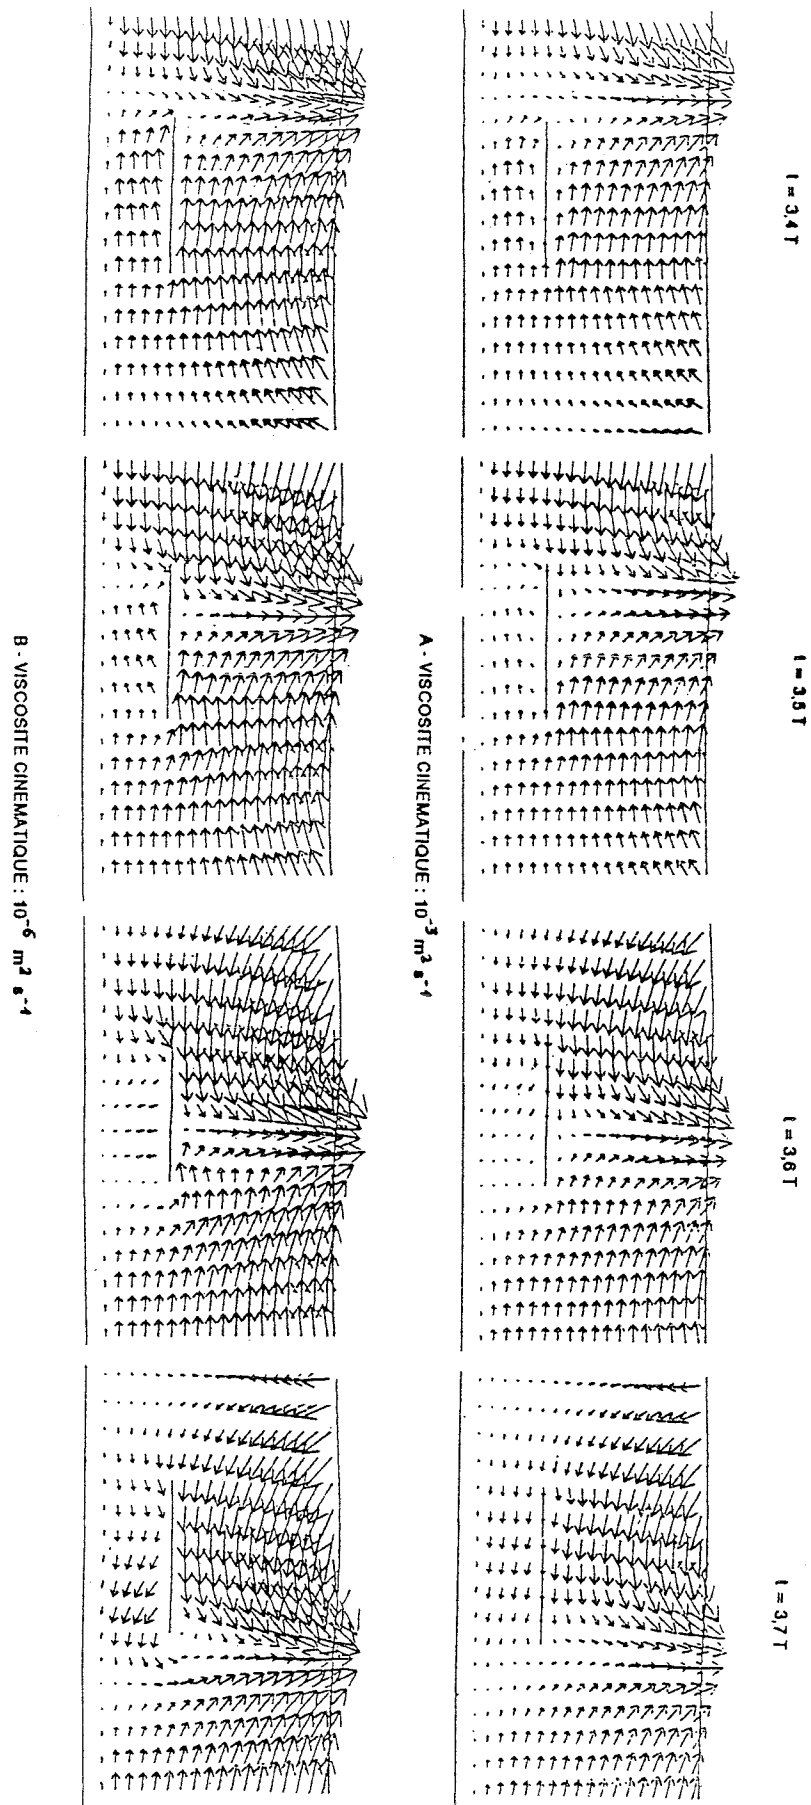 t = 3,4 T
t = 3,5 T
t = 3,6 T
t = 3,7 T
A - VISCOSITE CINEMATIQUE : 10⁻³ m² s⁻¹
B - VISCOSITE CINEMATIQUE : 10⁻⁶ m² s⁻¹